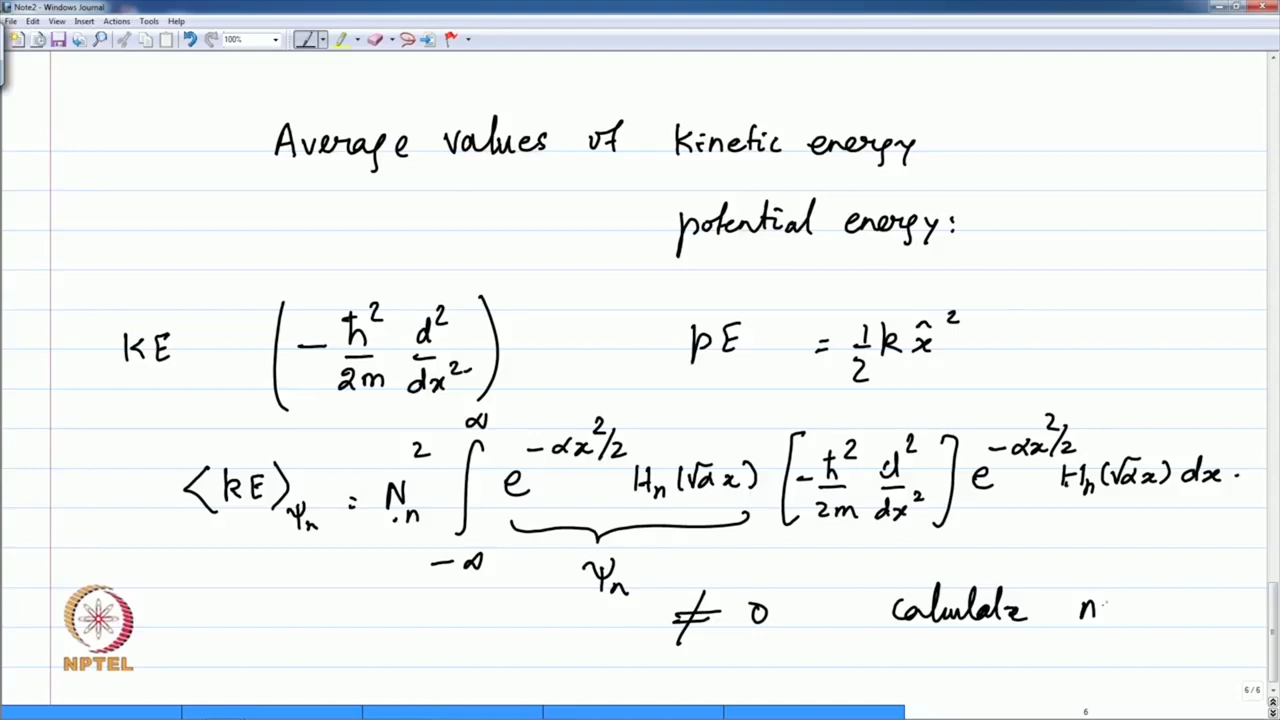 Note2 - Windows Journal
File Edit View Insert Actions Tools Help
100%
Average values of kinetic energy
potential energy:
KE ( - ħ²/2m d²/dx² ) PE = 1/2 k x̂ ²
⟨KE⟩ψn = Nn² ∫ -∞ ∞ e^(-αx²/2) Hn(√αx) [ -ħ²/2m d²/dx² ] e^(-αx²/2) Hn(√αx) dx.
ψn
≠ 0 calculate n
NPTEL
6/6
6